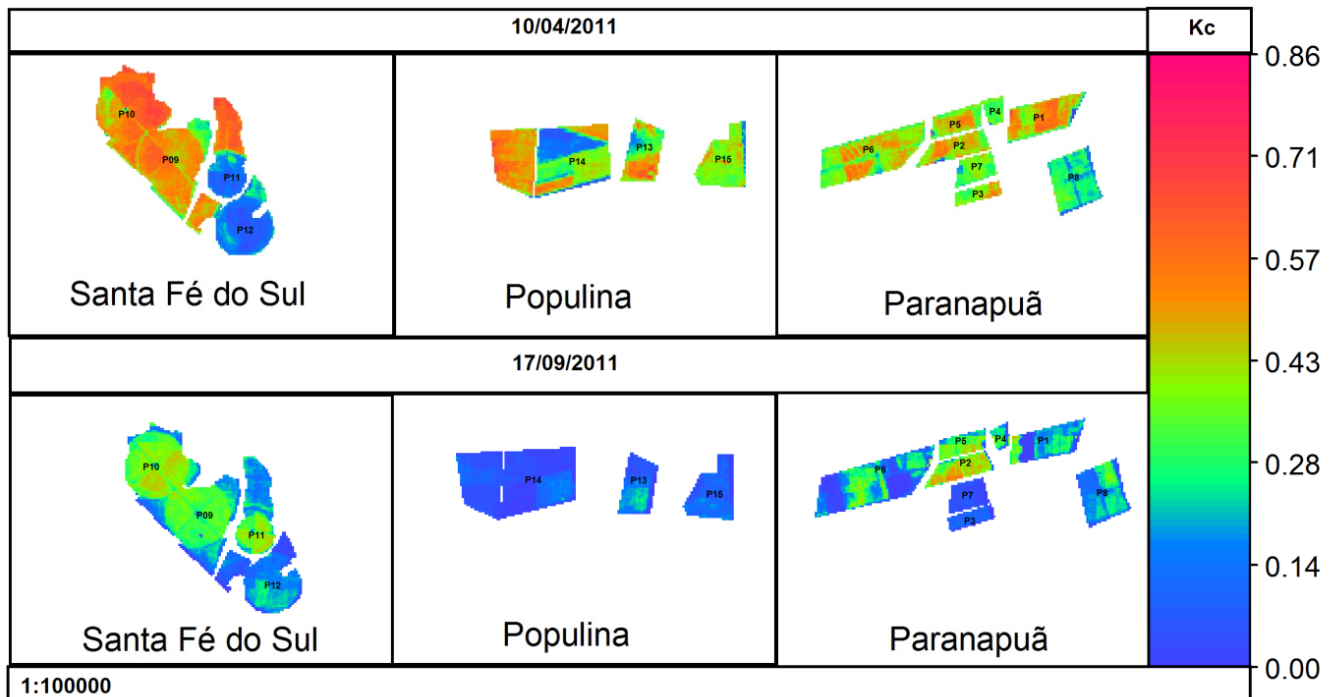 10/04/2011
Kc
0.86
0.71
0.57
0.43
0.28
0.14
0.00
P10
P09
P11
P12
Santa Fé do Sul
P14
P13
P15
Populina
P6
P5
P4
P1
P2
P7
P3
P8
Paranapuã
17/09/2011
P10
P09
P11
P12
Santa Fé do Sul
P14
P13
P15
Populina
P6
P5
P4
P1
P2
P7
P3
P8
Paranapuã
1:100000